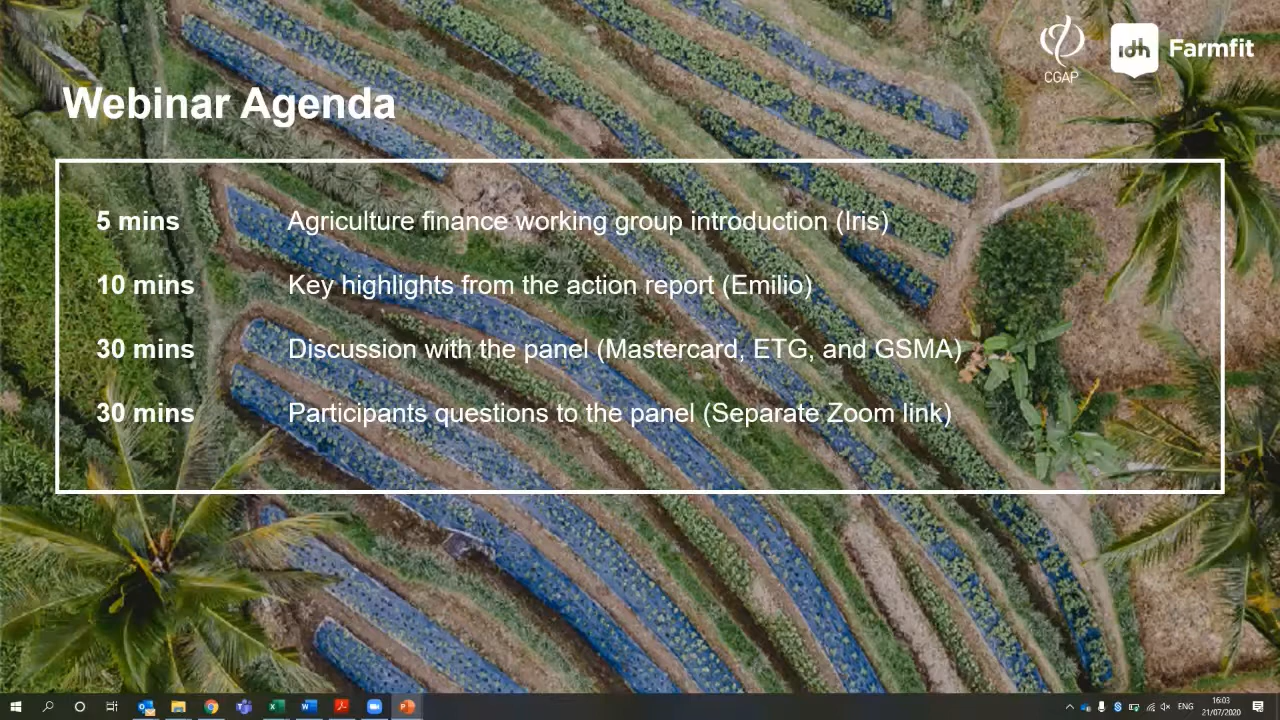 CGAP
idh Farmfit
Webinar Agenda
5 mins Agriculture finance working group introduction (Iris)
10 mins Key highlights from the action report (Emilio)
30 mins Discussion with the panel (Mastercard, ETG, and GSMA)
30 mins Participants questions to the panel (Separate Zoom link)
ENG
16:03
21/07/2020